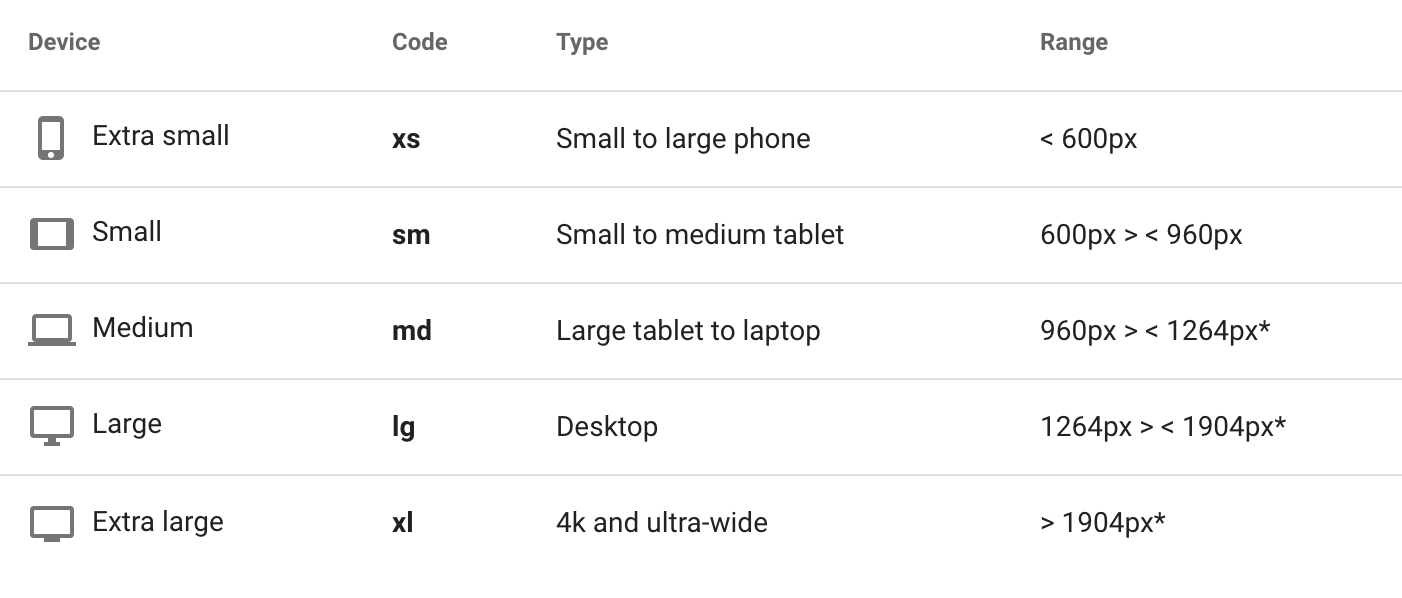 Device Code Type Range
Extra small xs Small to large phone < 600px
Small sm Small to medium tablet 600px > < 960px
Medium md Large tablet to laptop 960px > < 1264px*
Large lg Desktop 1264px > < 1904px*
Extra large xl 4k and ultra-wide > 1904px*